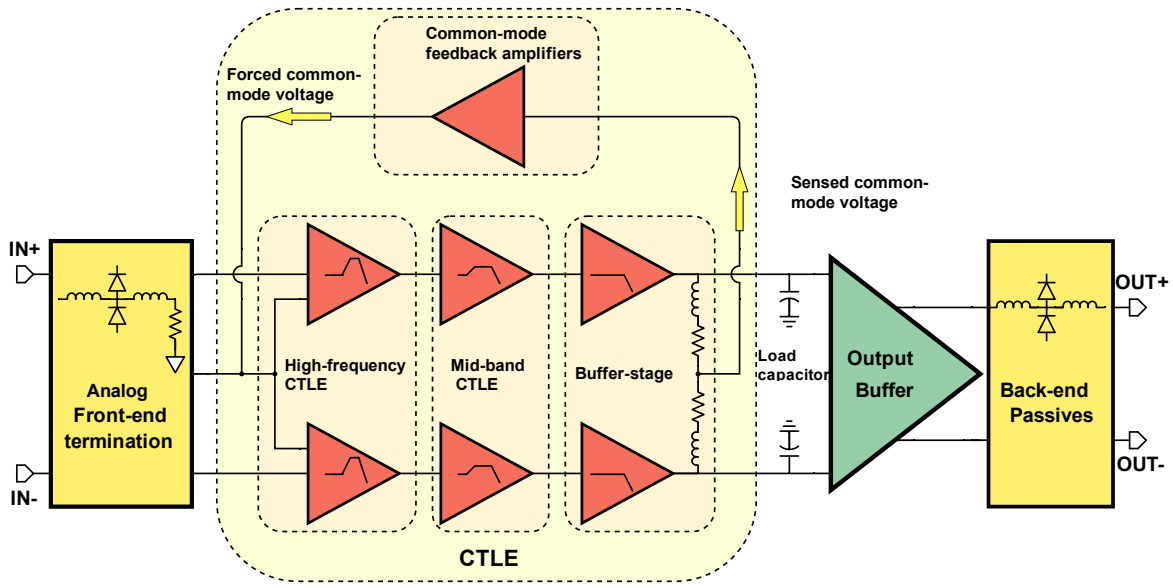 Common-mode
feedback amplifiers
Forced common-
mode voltage
Sensed common-
mode voltage
IN+
IN-
Analog
Front-end
termination
High-frequency
CTLE
Mid-band
CTLE
Buffer-stage
Load
capacitor
Output
Buffer
Back-end
Passives
OUT+
OUT-
CTLE